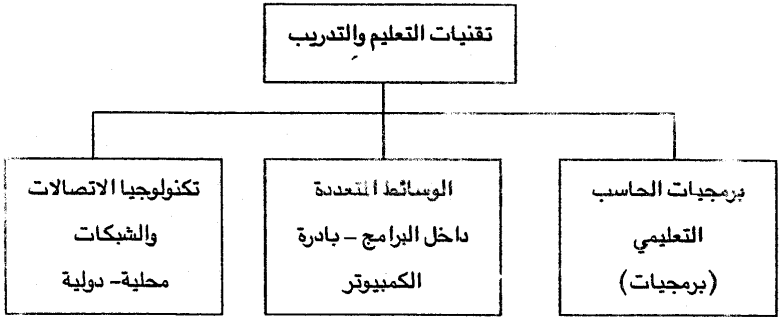 تقنيات التعليم والتدريب
برمجيات الحاسب
التعليمي
(برمجيات)
الوسائط المتعددة
داخل البرامج - بادرة
الكمبيوتر
تكنولوجيا الاتصالات
والشبكات
محلية - دولية